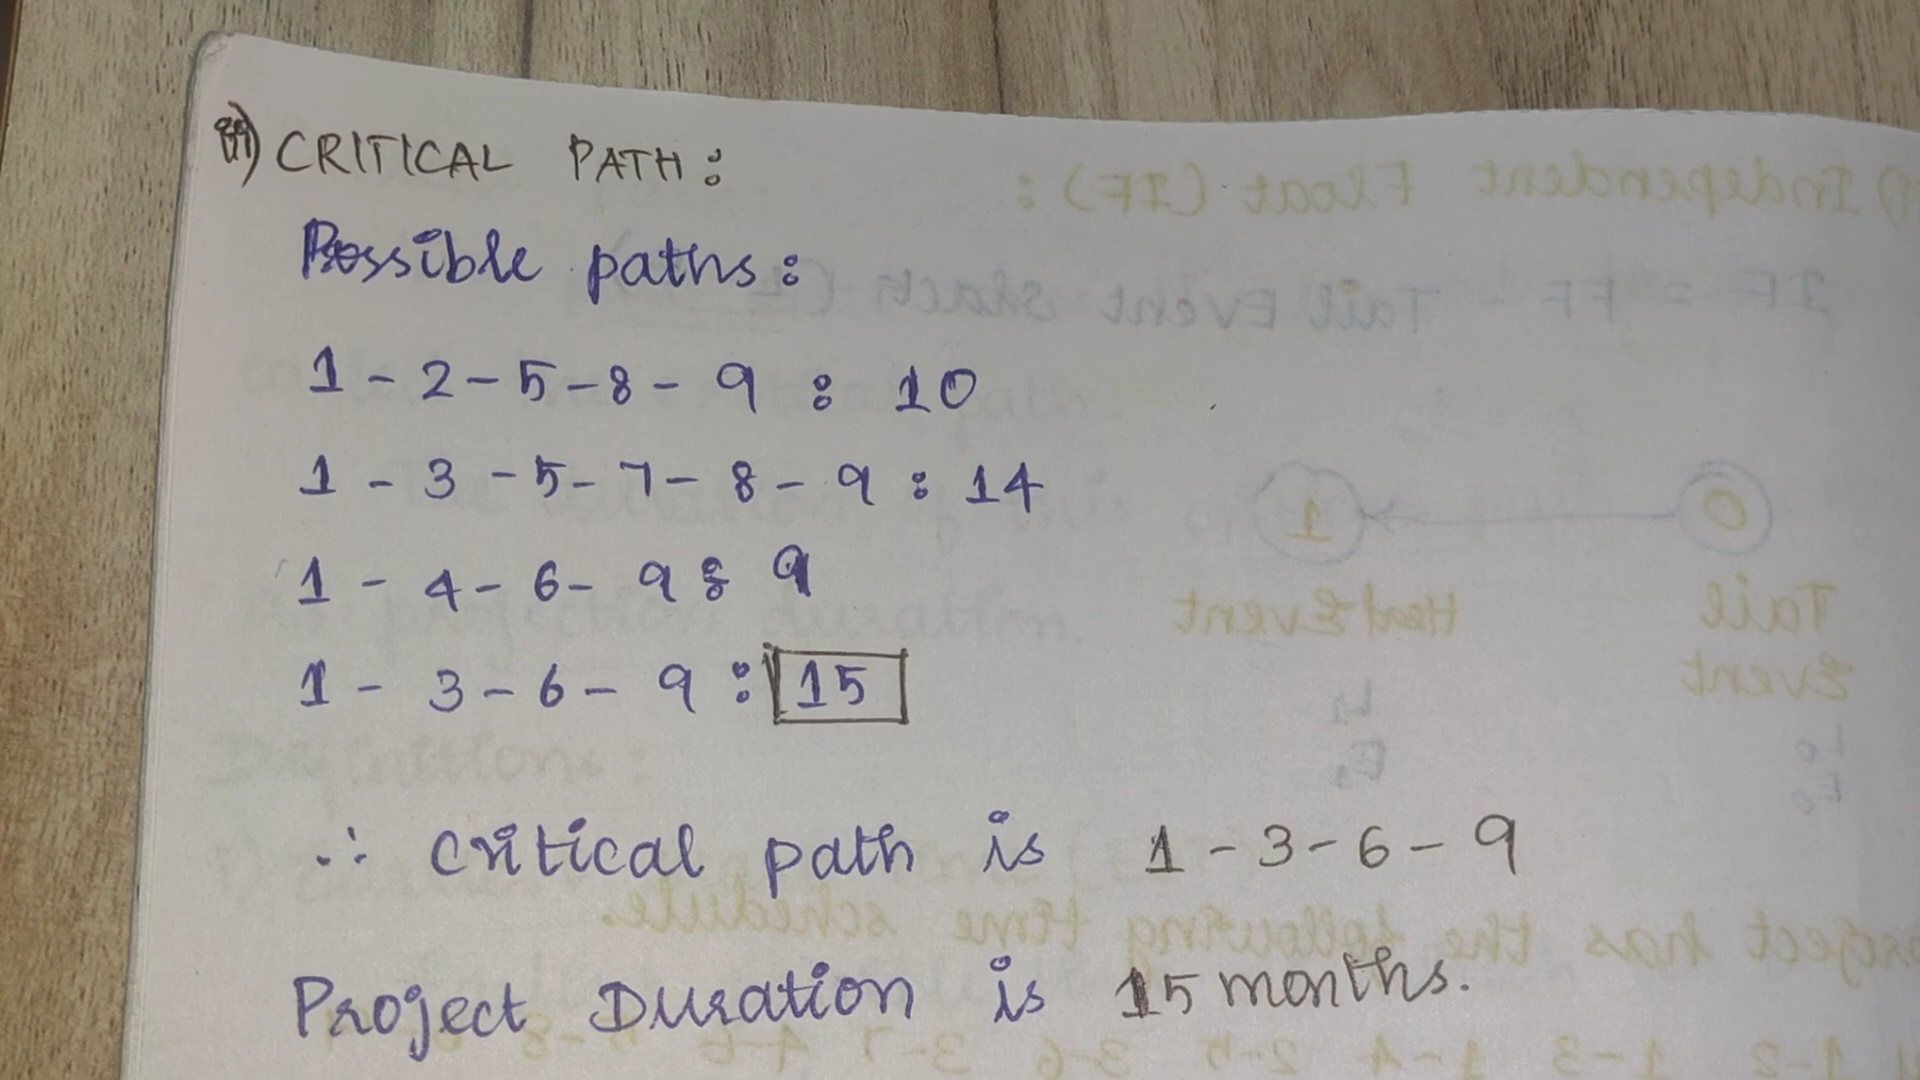 iii) CRITICAL PATH:
Possible paths:
1 - 2 - 5 - 8 - 9 : 10
1 - 3 - 5 - 7 - 8 - 9 : 14
1 - 4 - 6 - 9 : 9
1 - 3 - 6 - 9 : 15
∴ critical path is 1 - 3 - 6 - 9
Project Duration is 15 months.